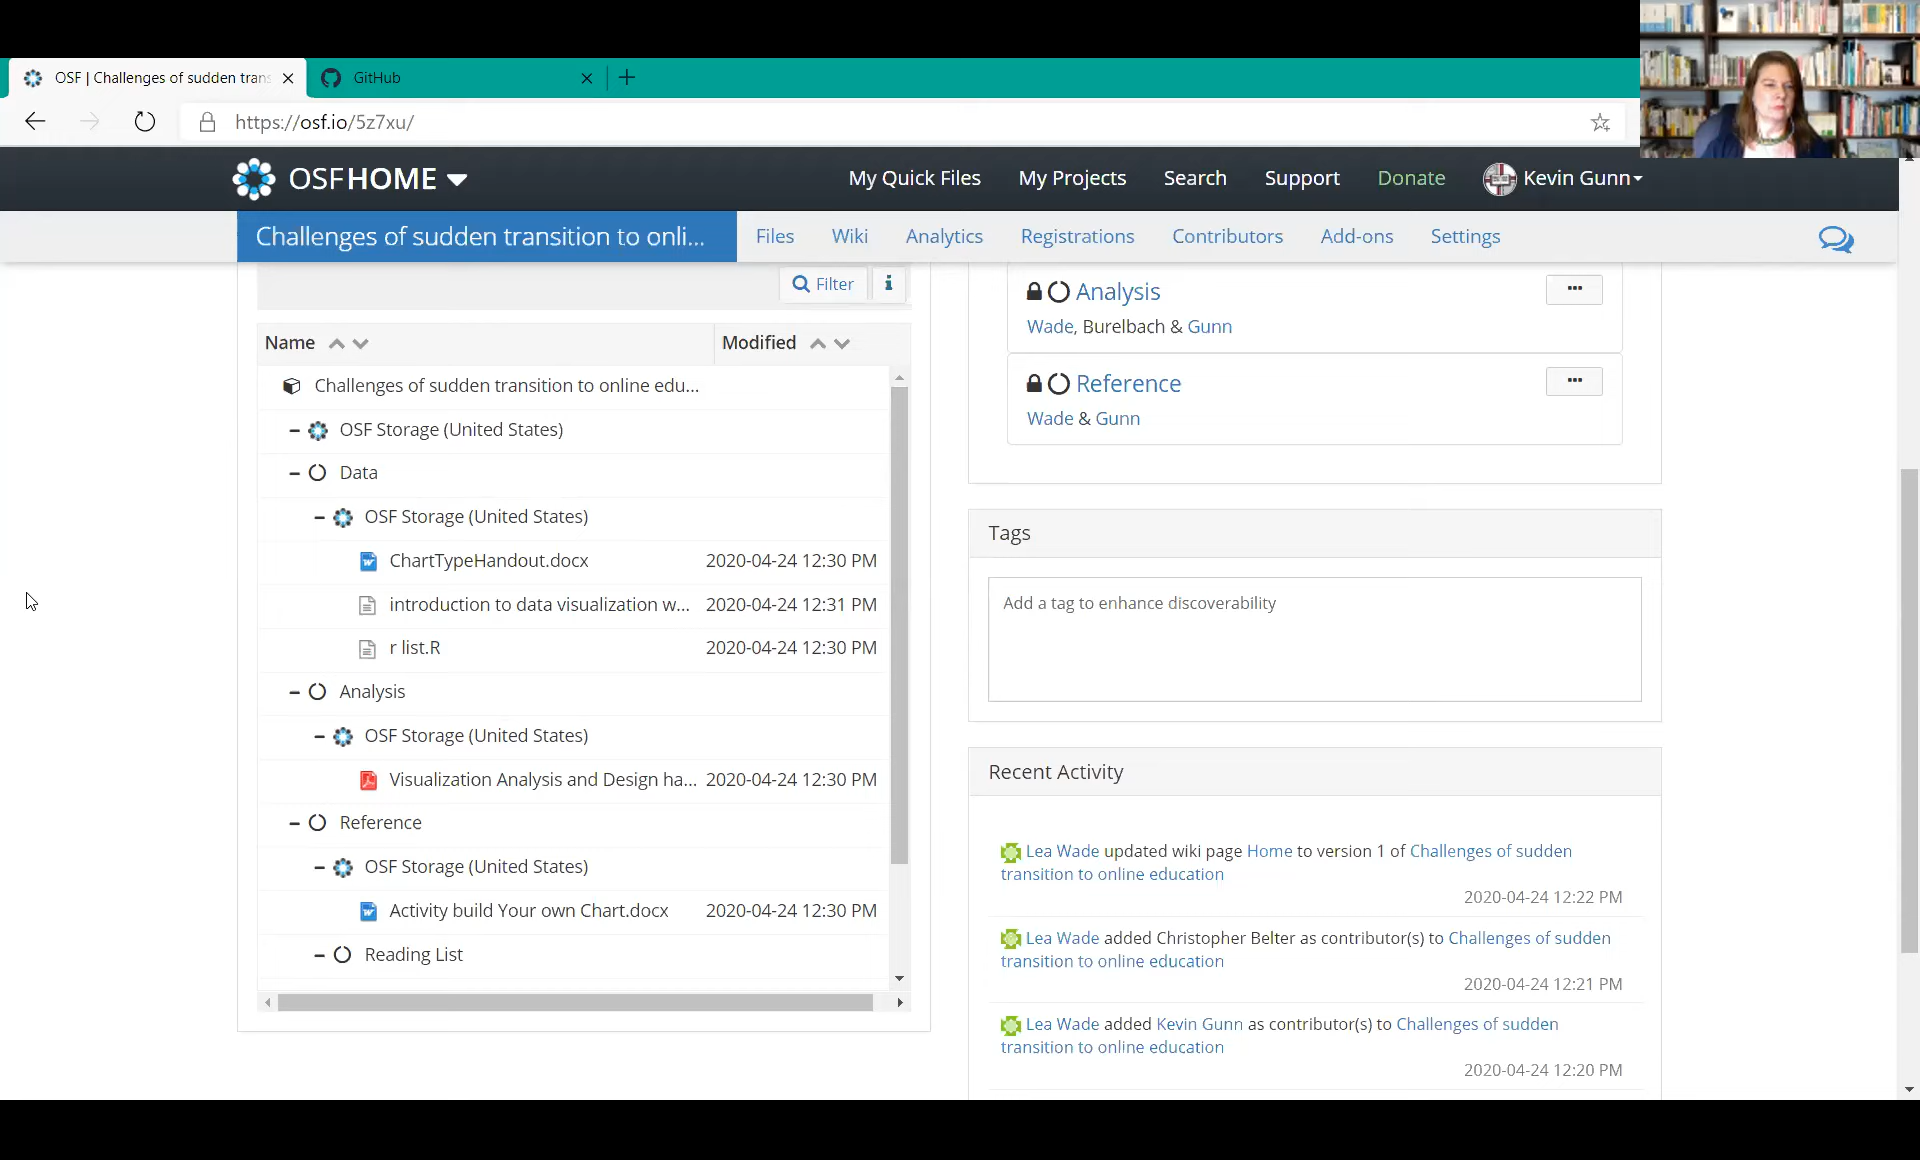 OSF | Challenges of sudden trans
GitHub
https://osf.io/5z7xu/
OSFHOME
My Quick Files
My Projects
Search
Support
Donate
Kevin Gunn
Challenges of sudden transition to onli...
Files
Wiki
Analytics
Registrations
Contributors
Add-ons
Settings
Filter
Name
Modified
Challenges of sudden transition to online edu...
OSF Storage (United States)
Data
OSF Storage (United States)
ChartTypeHandout.docx 2020-04-24 12:30 PM
introduction to data visualization w... 2020-04-24 12:31 PM
r list.R 2020-04-24 12:30 PM
Analysis
OSF Storage (United States)
Visualization Analysis and Design ha... 2020-04-24 12:30 PM
Reference
OSF Storage (United States)
Activity build Your own Chart.docx 2020-04-24 12:30 PM
Reading List
Analysis
Wade, Burelbach & Gunn
Reference
Wade & Gunn
Tags
Add a tag to enhance discoverability
Recent Activity
Lea Wade updated wiki page Home to version 1 of Challenges of sudden
transition to online education
2020-04-24 12:22 PM
Lea Wade added Christopher Belter as contributor(s) to Challenges of sudden
transition to online education
2020-04-24 12:21 PM
Lea Wade added Kevin Gunn as contributor(s) to Challenges of sudden
transition to online education
2020-04-24 12:20 PM